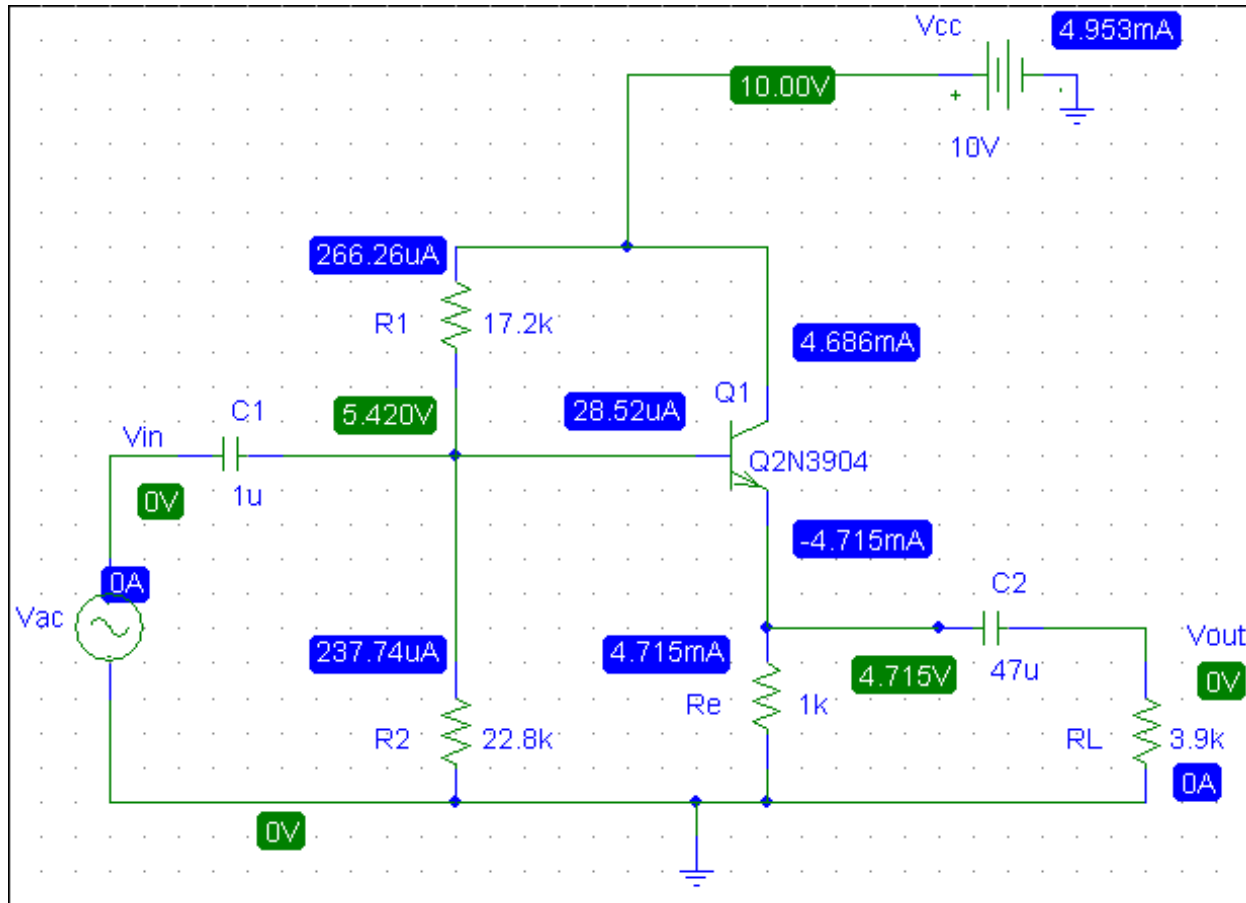 Vcc
4.953mA
10.00V
+
-
10V
266.26uA
R1
17.2k
4.686mA
Q1
C1
5.420V
28.52uA
Vin
Q2N3904
1u
0V
-4.715mA
0A
C2
Vac
237.74uA
4.715mA
Vout
4.715V
47u
0V
Re
1k
R2
22.8k
RL
3.9k
0A
0V